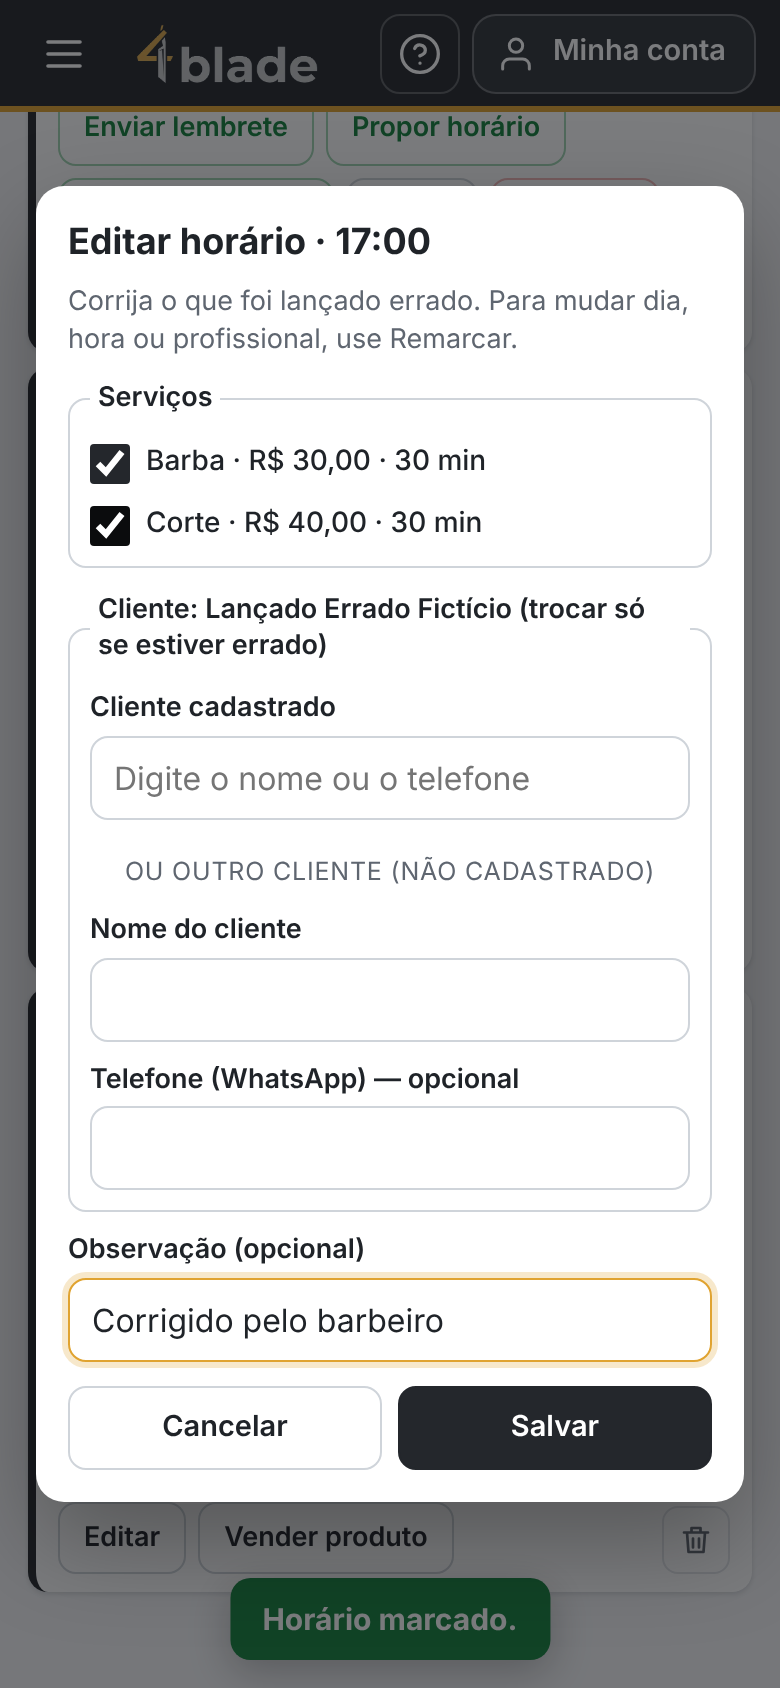 4blade
Minha conta
Enviar lembrete
Propor horário
Editar horário · 17:00
Corrija o que foi lançado errado. Para mudar dia,
hora ou profissional, use Remarcar.
Serviços
Barba · R$ 30,00 · 30 min
Corte · R$ 40,00 · 30 min
Cliente: Lançado Errado Fictício (trocar só
se estiver errado)
Cliente cadastrado
Digite o nome ou o telefone
OU OUTRO CLIENTE (NÃO CADASTRADO)
Nome do cliente
Telefone (WhatsApp) — opcional
Observação (opcional)
Corrigido pelo barbeiro
Cancelar
Salvar
Editar
Vender produto
Horário marcado.